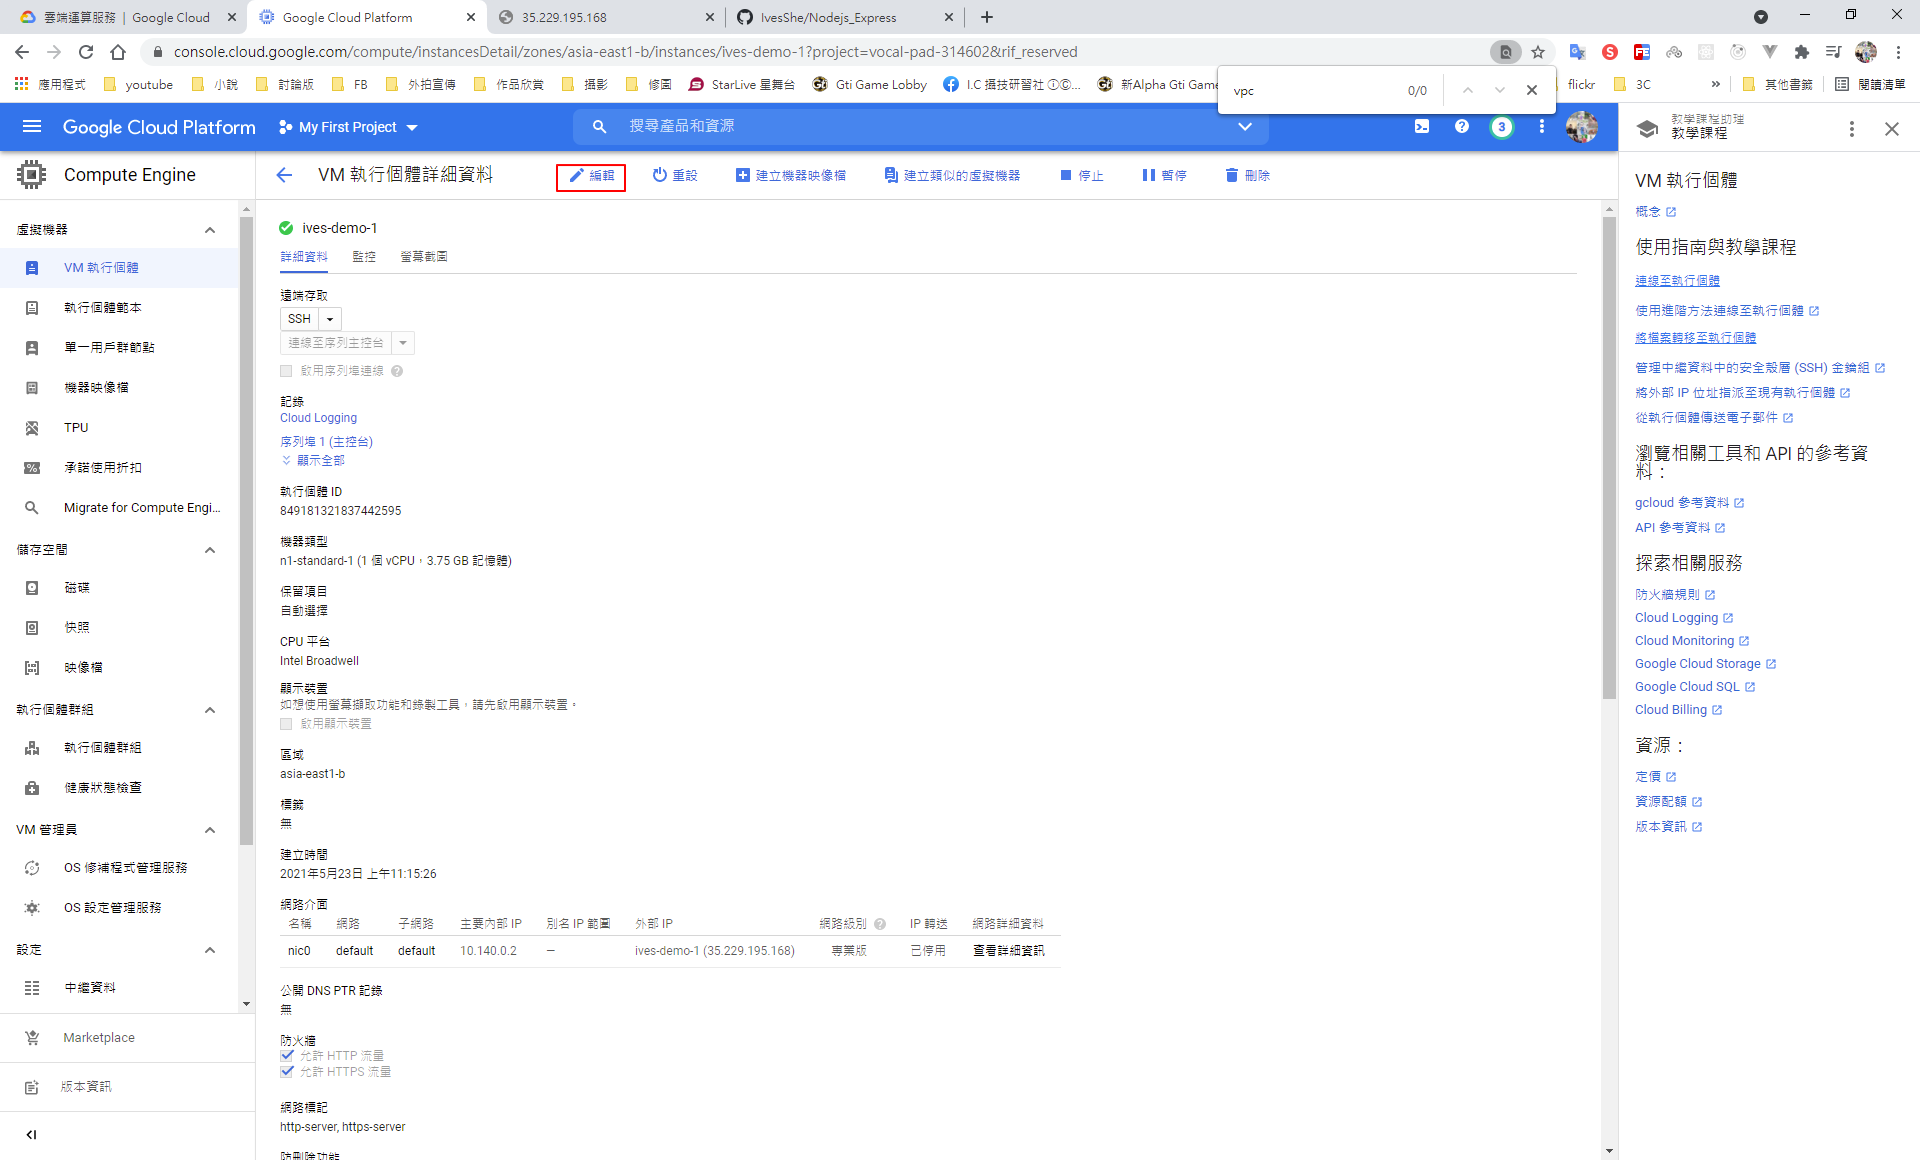 雲端運算服務 | Google Cloud
Google Cloud Platform
35.229.195.168
IvesShe/Nodejs_Express
console.cloud.google.com/compute/instancesDetail/zones/asia-east1-b/instances/ives-demo-1?project=vocal-pad-314602&rif_reserved
應用程式
youtube
小說
討論版
FB
外拍宣傳
作品欣賞
攝影
修圖
StarLive 星舞台
Gti Game Lobby
I.C 攝技研習社 ⓘⒸ...
新Alpha Gti Game
flickr
3C
»
其他書籤
閱讀清單
vpc
0/0
Google Cloud Platform
My First Project
搜尋產品和資源
3
教學課程助理
教學課程
Compute Engine
VM 執行個體詳細資料
編輯
重設
建立機器映像檔
建立類似的虛擬機器
停止
暫停
刪除
虛擬機器
VM 執行個體
執行個體範本
單一用戶群節點
機器映像檔
TPU
承諾使用折扣
Migrate for Compute Engi...
儲存空間
磁碟
快照
映像檔
執行個體群組
執行個體群組
健康狀態檢查
VM 管理員
OS 修補程式管理服務
OS 設定管理服務
設定
中繼資料
Marketplace
版本資訊
ives-demo-1
詳細資料
監控
螢幕截圖
遠端存取
SSH
連線至序列主控台
啟用序列埠連線
記錄
Cloud Logging
序列埠 1 (主控台)
顯示全部
執行個體 ID
849181321837442595
機器類型
n1-standard-1 (1 個 vCPU，3.75 GB 記憶體)
保留項目
自動選擇
CPU 平台
Intel Broadwell
顯示裝置
如想使用螢幕擷取功能和錄製工具，請先啟用顯示裝置。
啟用顯示裝置
區域
asia-east1-b
標籤
無
建立時間
2021年5月23日 上午11:15:26
網路介面
名稱 網路 子網路 主要內部 IP 別名 IP 範圍 外部 IP 網路級別 IP 轉送 網路詳細資料
nic0 default default 10.140.0.2 — ives-demo-1 (35.229.195.168) 專業版 已停用 查看詳細資訊
公開 DNS PTR 記錄
無
防火牆
允許 HTTP 流量
允許 HTTPS 流量
網路標記
http-server, https-server
防刪除功能
VM 執行個體
概念
使用指南與教學課程
連線至執行個體
使用進階方法連線至執行個體
將檔案轉移至執行個體
管理中繼資料中的安全殼層 (SSH) 金鑰組
將外部 IP 位址指派至現有執行個體
從執行個體傳送電子郵件
瀏覽相關工具和 API 的參考資
料：
gcloud 參考資料
API 參考資料
探索相關服務
防火牆規則
Cloud Logging
Cloud Monitoring
Google Cloud Storage
Google Cloud SQL
Cloud Billing
資源：
定價
資源配額
版本資訊